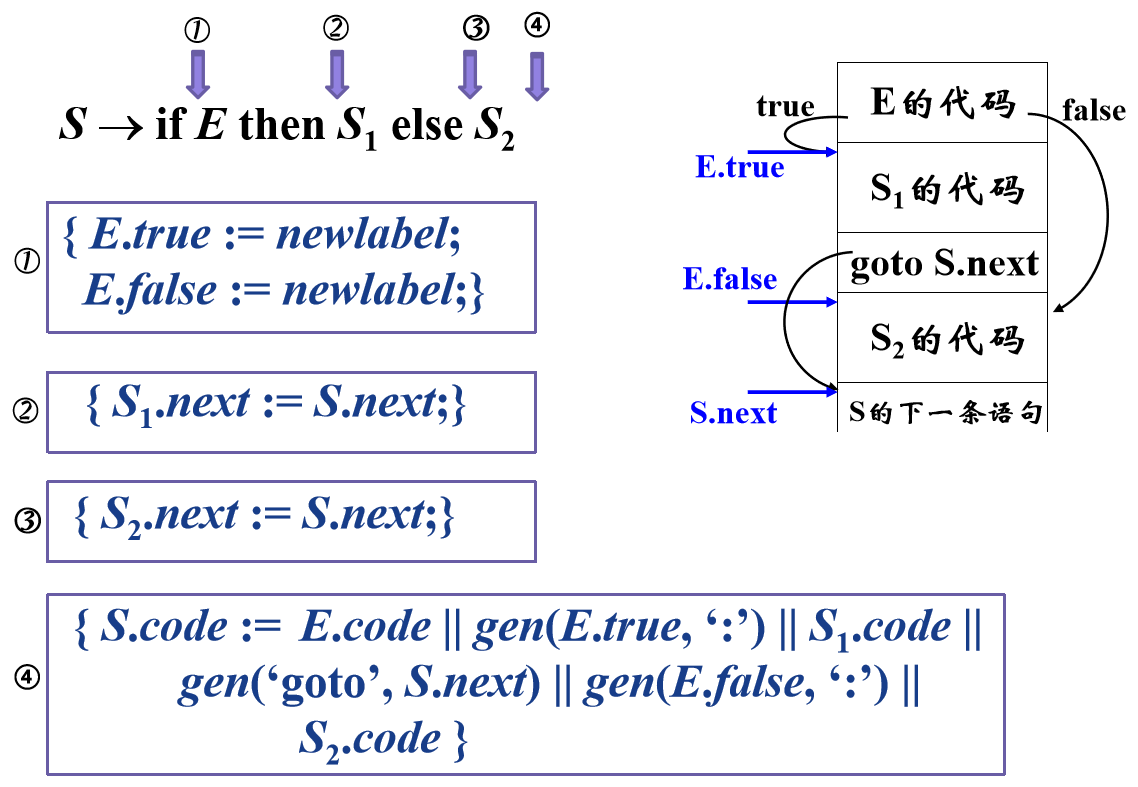 ① ② ③ ④
S → if E then S₁ else S₂
① { E.true := newlabel;
E.false := newlabel;}
② { S₁.next := S.next;}
③ { S₂.next := S.next;}
④ { S.code := E.code || gen(E.true, ‘:’) || S₁.code ||
gen(‘goto’, S.next) || gen(E.false, ‘:’) ||
S₂.code }
true
E的代码
false
E.true
S₁的代码
goto S.next
E.false
S₂的代码
S.next
S的下一条语句